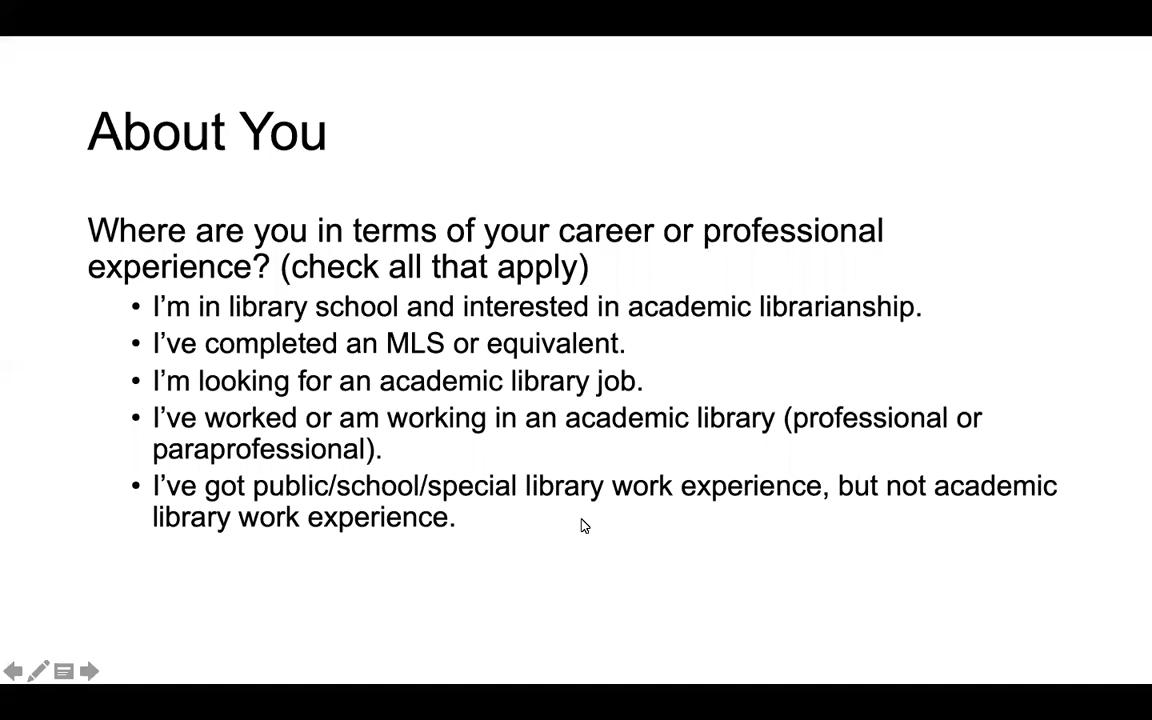 About You
Where are you in terms of your career or professional
experience? (check all that apply)
• I’m in library school and interested in academic librarianship.
• I’ve completed an MLS or equivalent.
• I’m looking for an academic library job.
• I’ve worked or am working in an academic library (professional or
paraprofessional).
• I’ve got public/school/special library work experience, but not academic
library work experience.